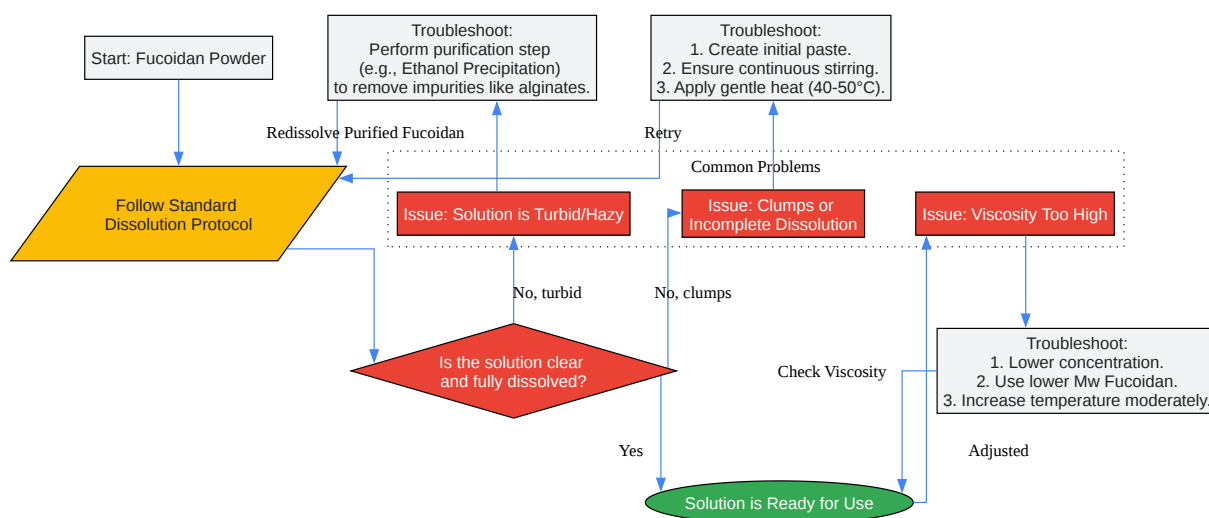 Start: Fucoidan Powder
Troubleshoot:
Perform purification step
(e.g., Ethanol Precipitation)
to remove impurities like alginates.
Troubleshoot:
1. Create initial paste.
2. Ensure continuous stirring.
3. Apply gentle heat (40-50°C).
Redissolve Purified Fucoidan
Retry
Common Problems
Follow Standard
Dissolution Protocol
Issue: Solution is Turbid/Hazy
Issue: Clumps or
Incomplete Dissolution
Issue: Viscosity Too High
No, turbid
No, clumps
Is the solution clear
and fully dissolved?
Check Viscosity
Troubleshoot:
1. Lower concentration.
2. Use lower Mw Fucoidan.
3. Increase temperature moderately.
Yes
Adjusted
Solution is Ready for Use